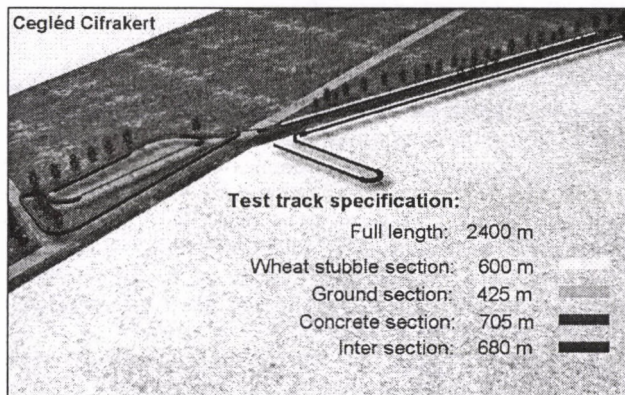 Cegléd Cifrakert
Test track specification:
Full length: 2400 m
Wheat stubble section: 600 m
Ground section: 425 m
Concrete section: 705 m
Inter section: 680 m